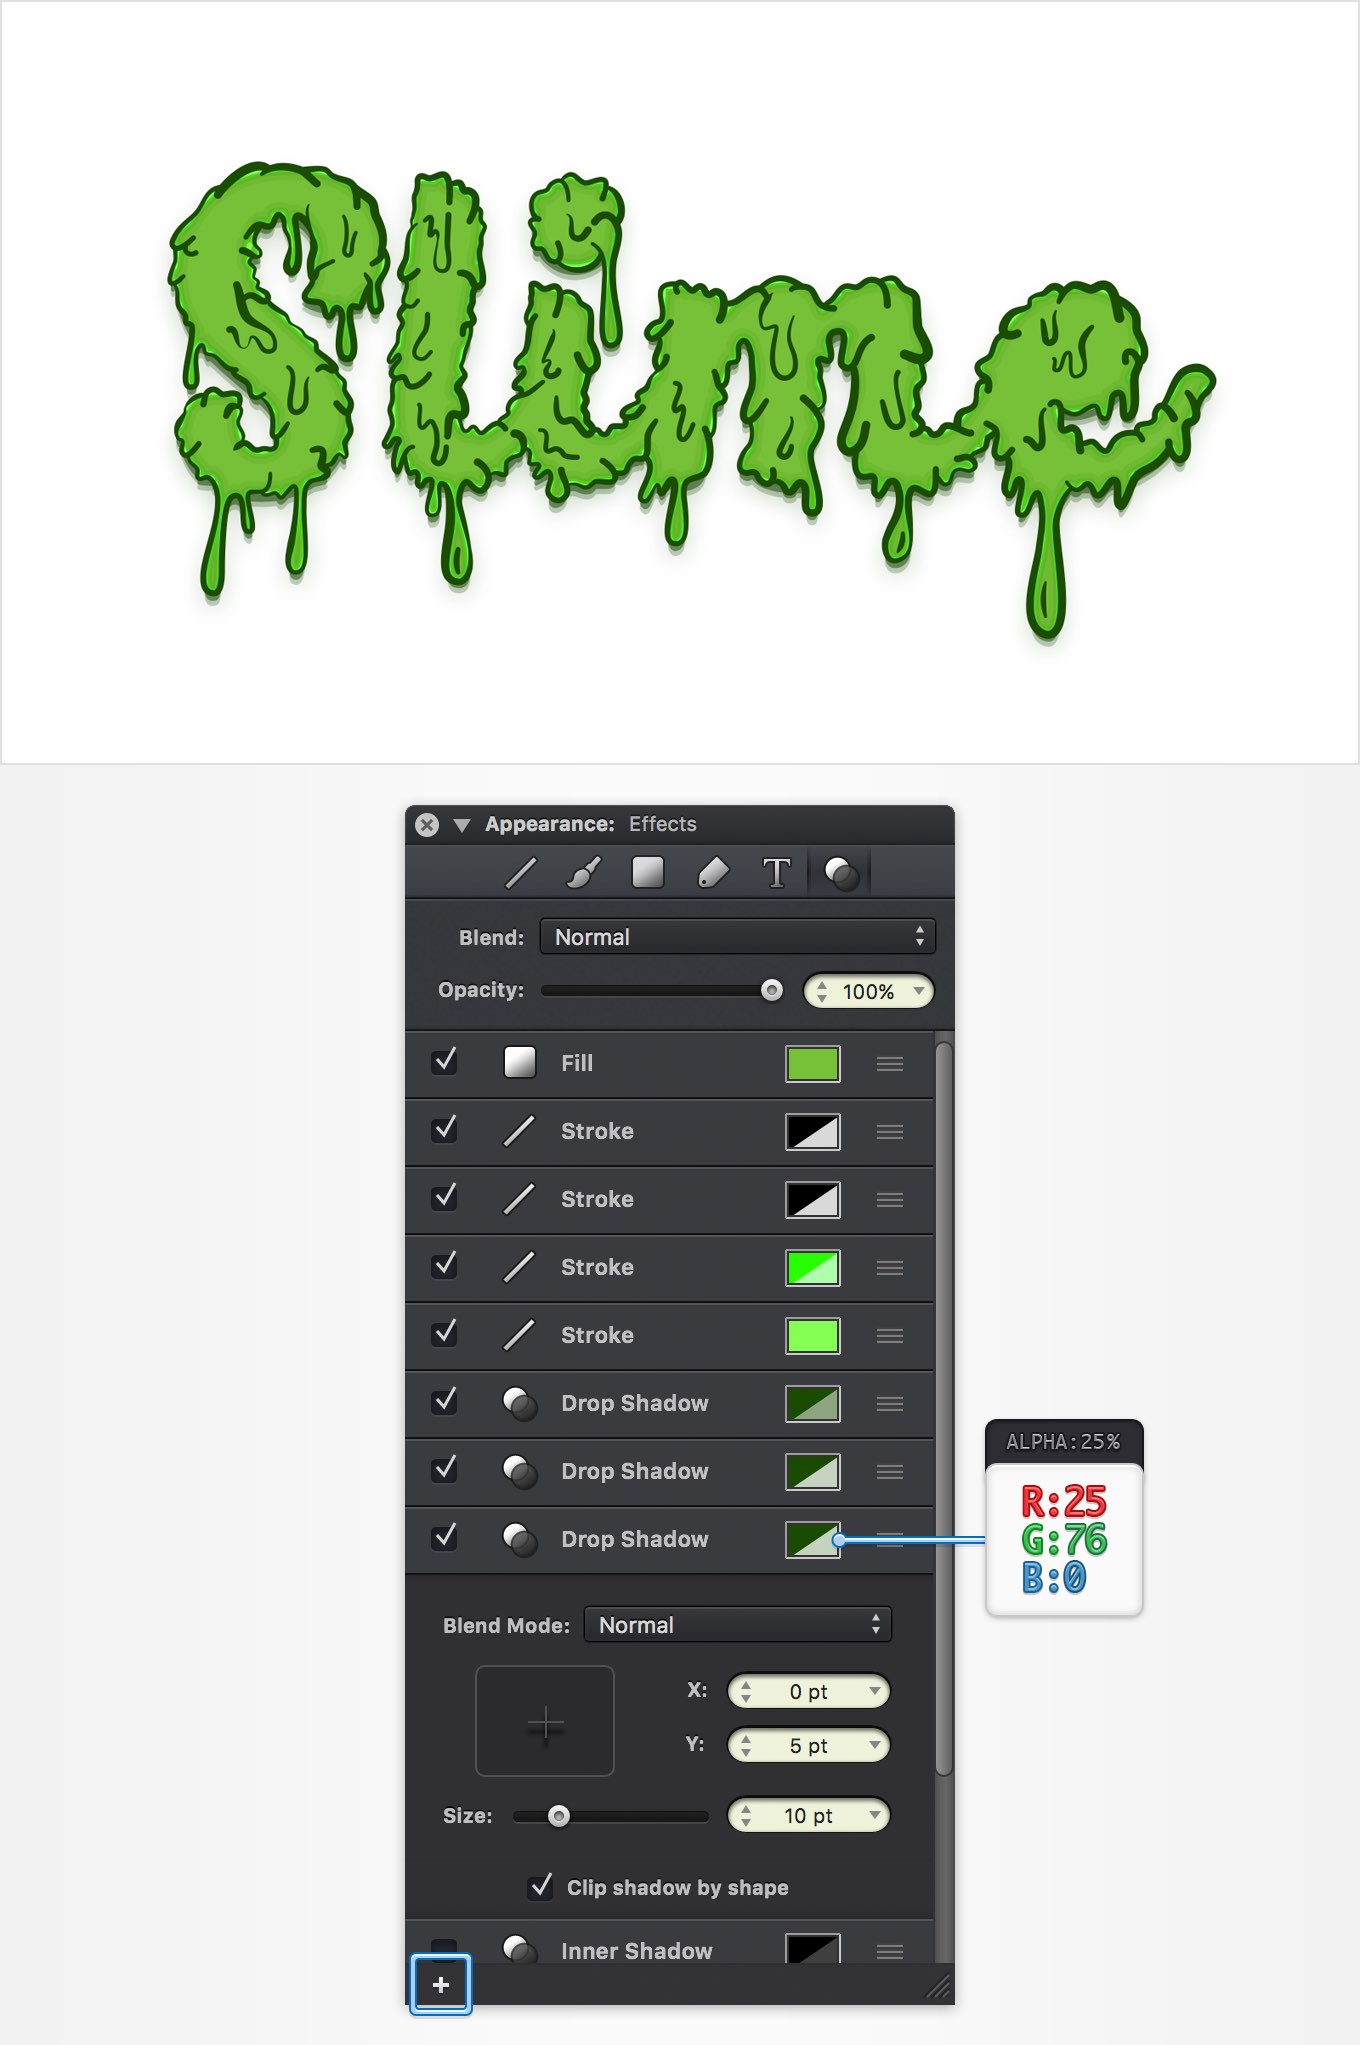 Slime
Appearance: Effects
T
Blend: Normal
Opacity: 100%
Fill
Stroke
Stroke
Stroke
Stroke
Drop Shadow
Drop Shadow
Drop Shadow
ALPHA:25%
R:25
G:76
B:0
Blend Mode: Normal
X: 0 pt
Y: 5 pt
Size: 10 pt
Clip shadow by shape
Inner Shadow
+